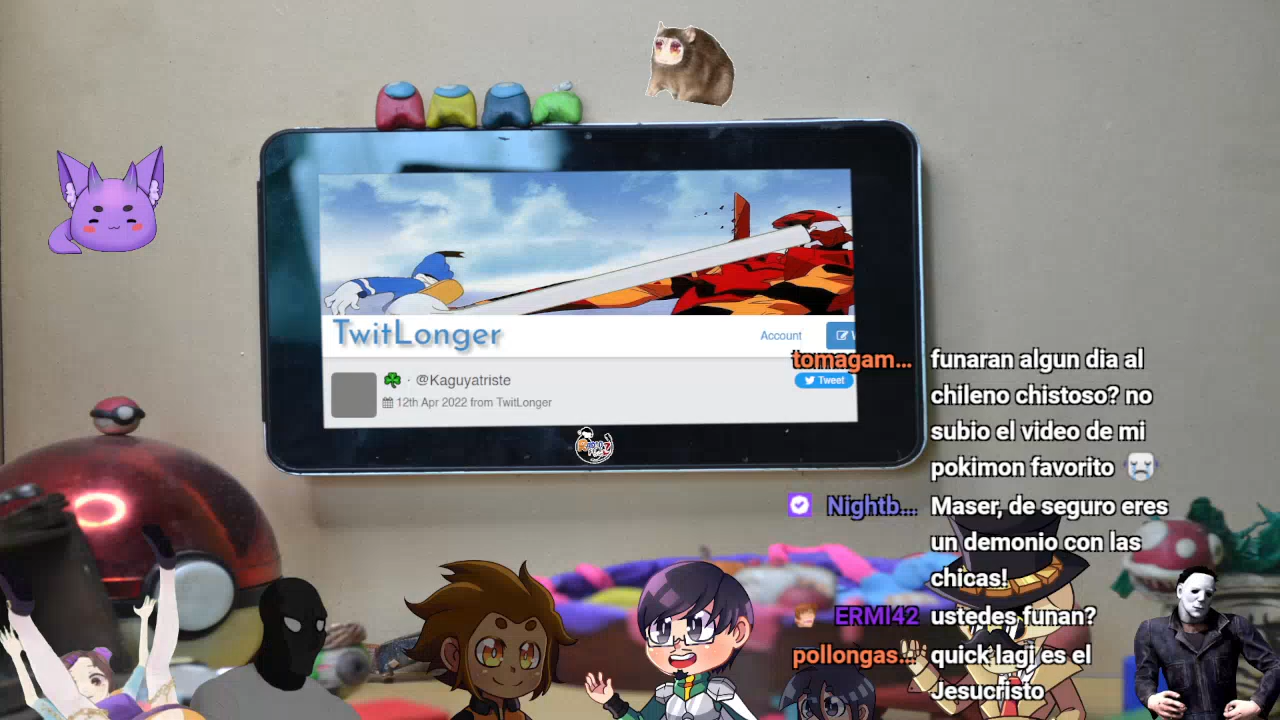 TwitLonger
Account
☘ · @Kaguyatriste
Tweet
12th Apr 2022 from TwitLonger
tomagam... funaran algun dia al
chileno chistoso? no
subio el video de mi
pokimon favorito
Nightb... Maser, de seguro eres
un demonio con las
chicas!
ERMI42 ustedes funan?
pollongas... quick lagi es el
Jesucristo